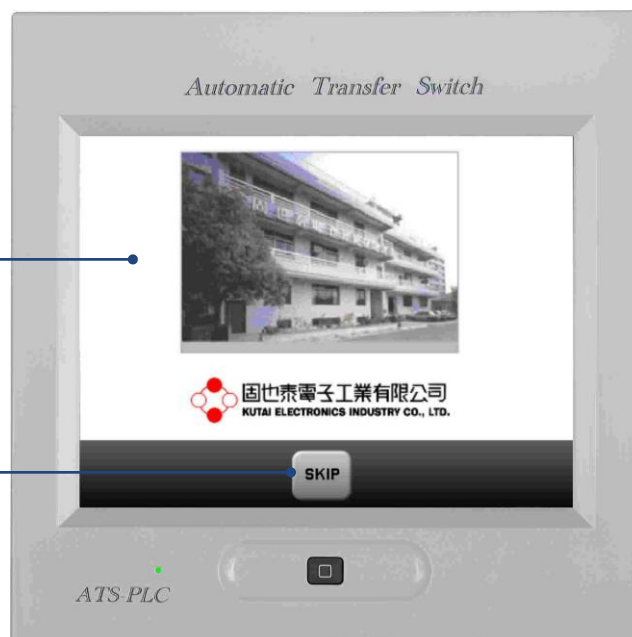 Automatic Transfer Switch
固也泰電子工業有限公司
KUTAI ELECTRONICS INDUSTRY CO., LTD.
SKIP
ATS-PLC